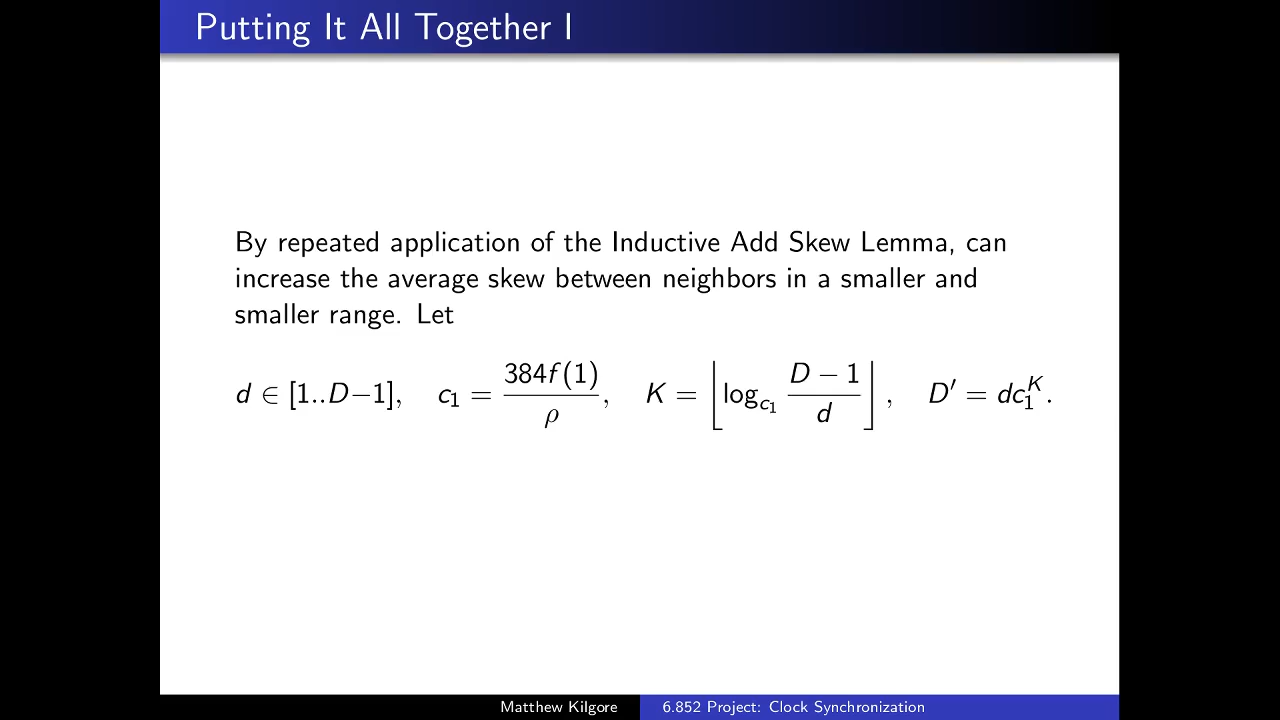 Putting It All Together I
By repeated application of the Inductive Add Skew Lemma, can
increase the average skew between neighbors in a smaller and
smaller range. Let
d ∈ [1..D−1], c₁ = 384f(1)/ρ, K = ⌊log_{c₁} (D − 1)/d⌋, D′ = dc₁ᴷ.
Matthew Kilgore 6.852 Project: Clock Synchronization